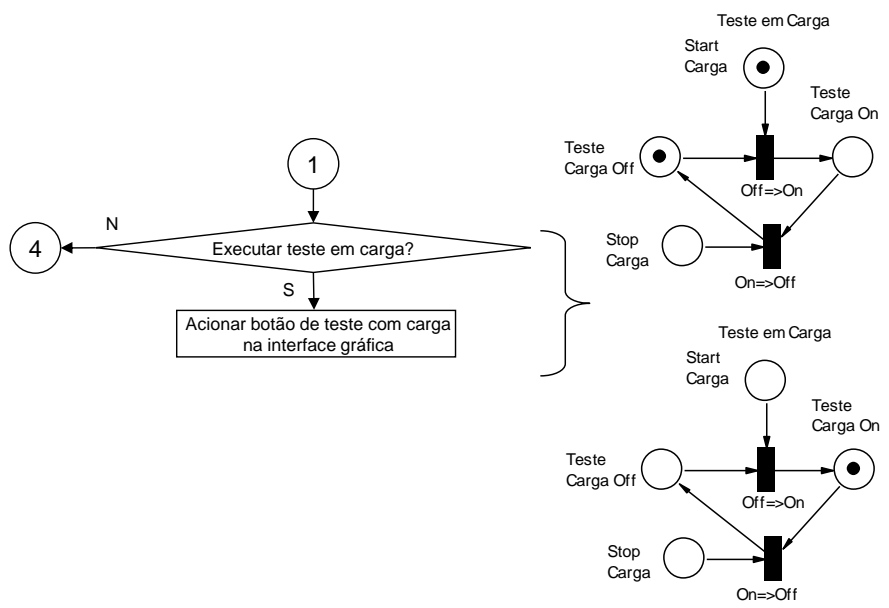 1
N
4
Executar teste em carga?
S
Acionar botão de teste com carga
na interface gráfica
Teste em Carga
Start
Carga
Teste
Carga On
Teste
Carga Off
Off=>On
Stop
Carga
On=>Off
Teste em Carga
Start
Carga
Teste
Carga On
Teste
Carga Off
Off=>On
Stop
Carga
On=>Off